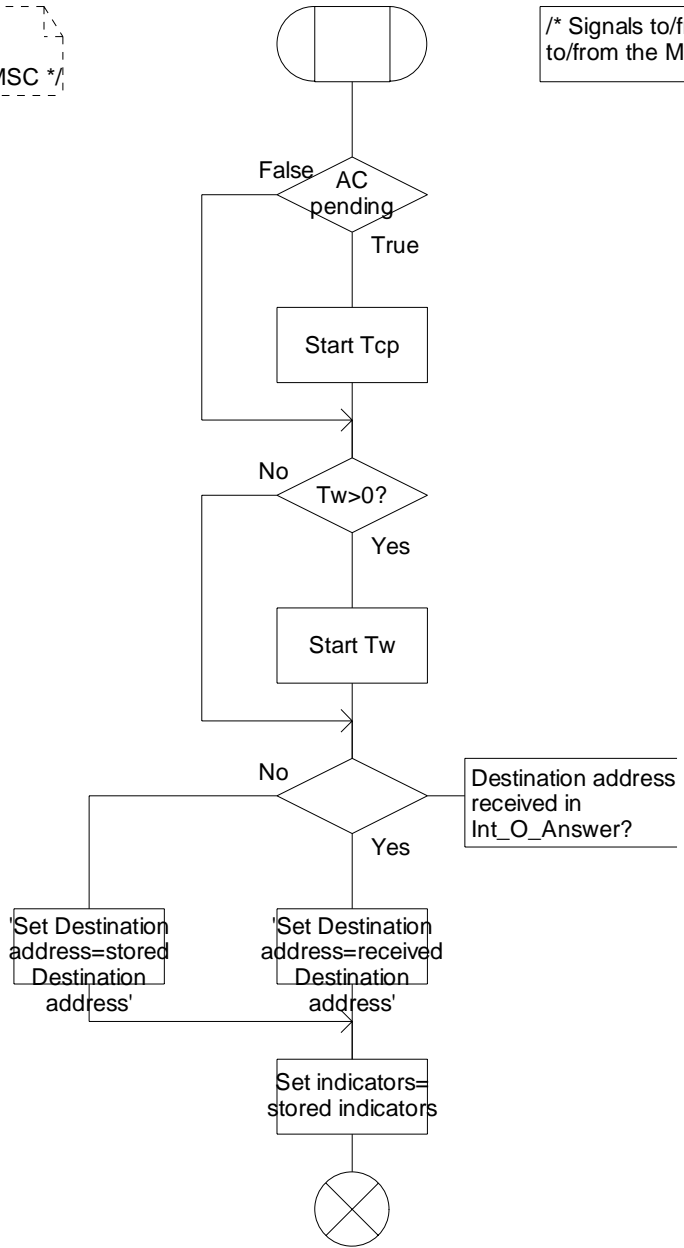 MSC */
/* Signals to/f
to/from the M
False
AC
pending
True
Start Tcp
No
Tw>0?
Yes
Start Tw
No
Destination address
received in
Int_O_Answer?
Yes
'Set Destination
address=stored
Destination
address'
'Set Destination
address=received
Destination
address'
Set indicators=
stored indicators